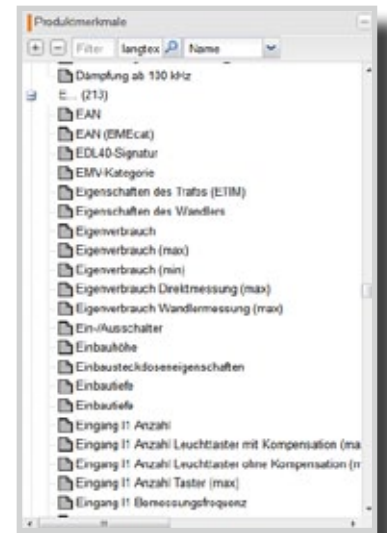 Produktmerkmale
Filter langtex Name
Dämpfung ab 100 kHz
E... (213)
EAN
EAN (BMEcat)
EDL40-Signatur
EMV-Kategorie
Eigenschaften des Trafos (ETIM)
Eigenschaften des Wandlers
Eigenverbrauch
Eigenverbrauch (max)
Eigenverbrauch (min)
Eigenverbrauch Direktmessung (max)
Eigenverbrauch Wandlermessung (max)
Ein-/Ausschalter
Einbauhöhe
Einbausteckdoseneigenschaften
Einbautiefe
Einbautiefe
Eingang I1 Anzahl
Eingang I1 Anzahl Leuchttaster mit Kompensation (ma
Eingang I1 Anzahl Leuchttaster ohne Kompensation (m
Eingang I1 Anzahl Taster (max)
Eingang I1 Bemessungsfrequenz